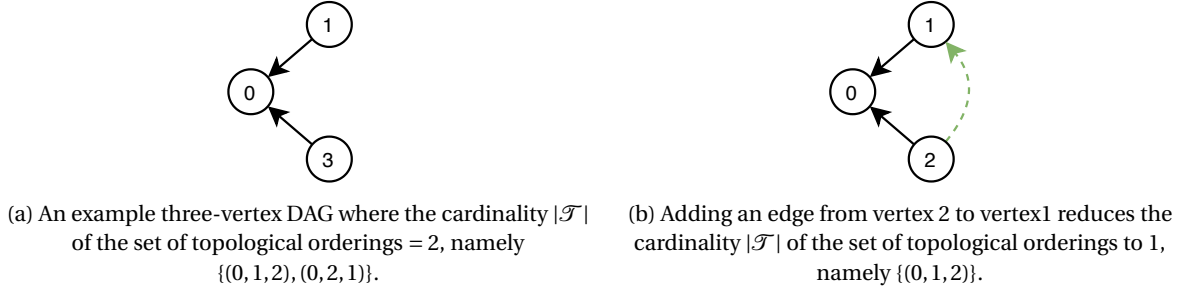 1
0
3
(a) An example three-vertex DAG where the cardinality |𝒯|
of the set of topological orderings = 2, namely
{(0,1,2),(0,2,1)}.
1
0
2
(b) Adding an edge from vertex 2 to vertex1 reduces the
cardinality |𝒯| of the set of topological orderings to 1,
namely {(0,1,2)}.